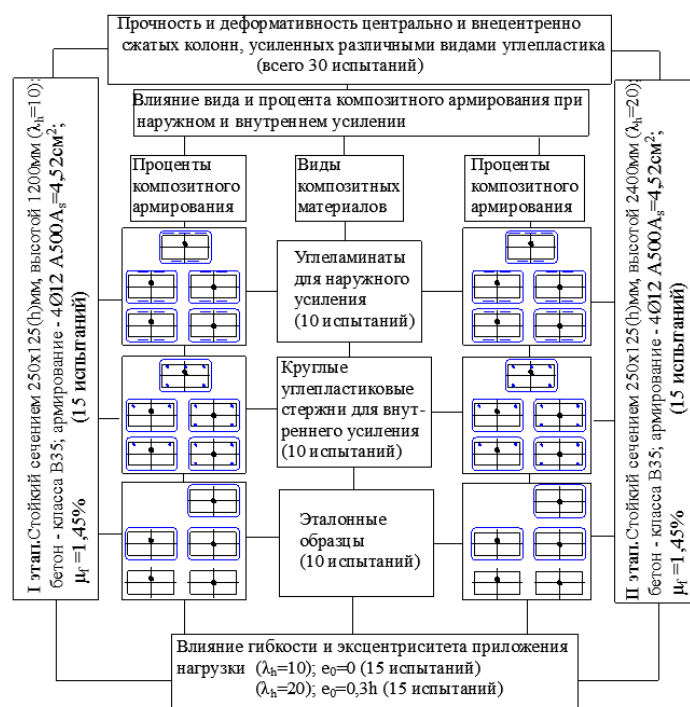 Прочность и деформативность центрально и внецентренно
сжатых колонн, усиленных различными видами углепластика
(всего 30 испытаний)
Влияние вида и процента композитного армирования при
наружном и внутреннем усилении
I этап.Стойкий сечением 250х125(h)мм, высотой 1200мм (λh=10);
бетон - класса В35; армирование - 4Ø12 А500As=4,52см²;
μf =1,45% (15 испытаний)
Проценты
композитного
армирования
Виды
композитных
материалов
Проценты
композитного
армирования
Углеламинаты
для наружного
усиления
(10 испытаний)
Круглые
углепластиковые
стержни для внут-
реннего усиления
(10 испытаний)
Эталонные
образцы
(10 испытаний)
II этап.Стойкий сечением 250х125(h)мм, высотой 2400мм (λh=20);
бетон - класса В35; армирование - 4Ø12 А500As=4,52см²;
μf =1,45% (15 испытаний)
Влияние гибкости и эксцентриситета приложения
нагрузки (λh=10); e0=0 (15 испытаний)
(λh=20); e0=0,3h (15 испытаний)